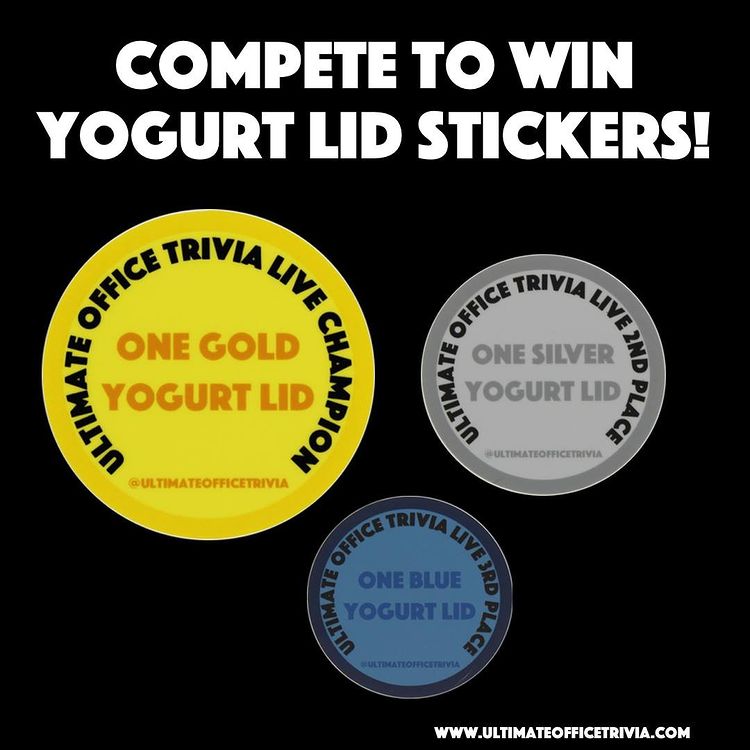 COMPETE TO WIN
YOGURT LID STICKERS!
ULTIMATE OFFICE TRIVIA LIVE CHAMPION
ONE GOLD
YOGURT LID
@ULTIMATEOFFICETRIVIA
ULTIMATE OFFICE TRIVIA LIVE 2ND PLACE
ONE SILVER
YOGURT LID
@ULTIMATEOFFICETRIVIA
ULTIMATE OFFICE TRIVIA LIVE 3RD PLACE
ONE BLUE
YOGURT LID
@ULTIMATEOFFICETRIVIA
WWW.ULTIMATEOFFICETRIVIA.COM